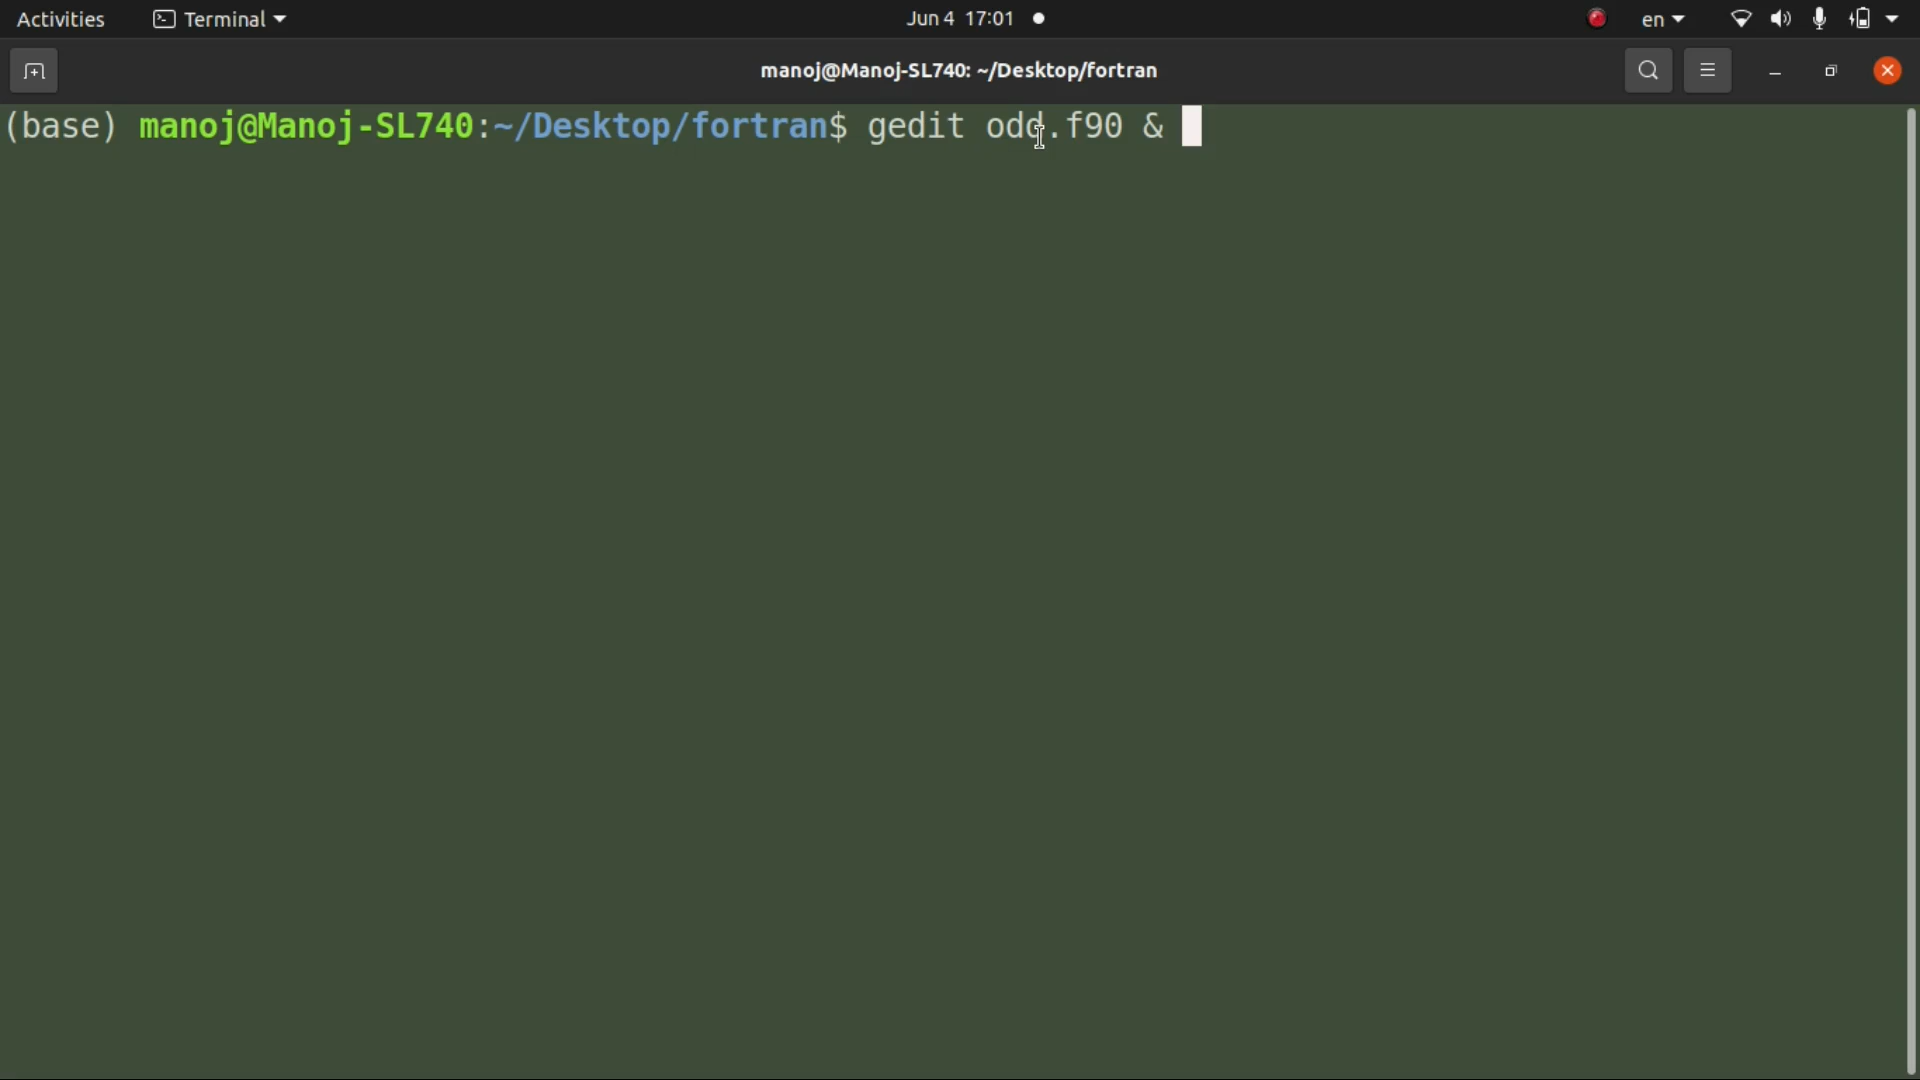 Activities Terminal Jun 4 17:01 en
manoj@Manoj-SL740: ~/Desktop/fortran
(base) manoj@Manoj-SL740:~/Desktop/fortran$ gedit odd.f90 &